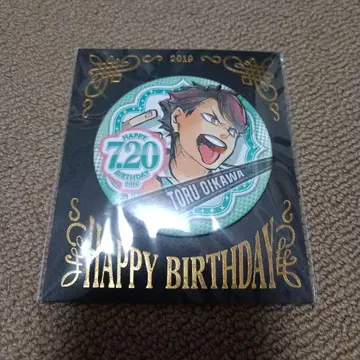 2019
HAPPY
7.20
BIRTHDAY
2019
TORU OIKAWA
HAPPY BIRTHDAY